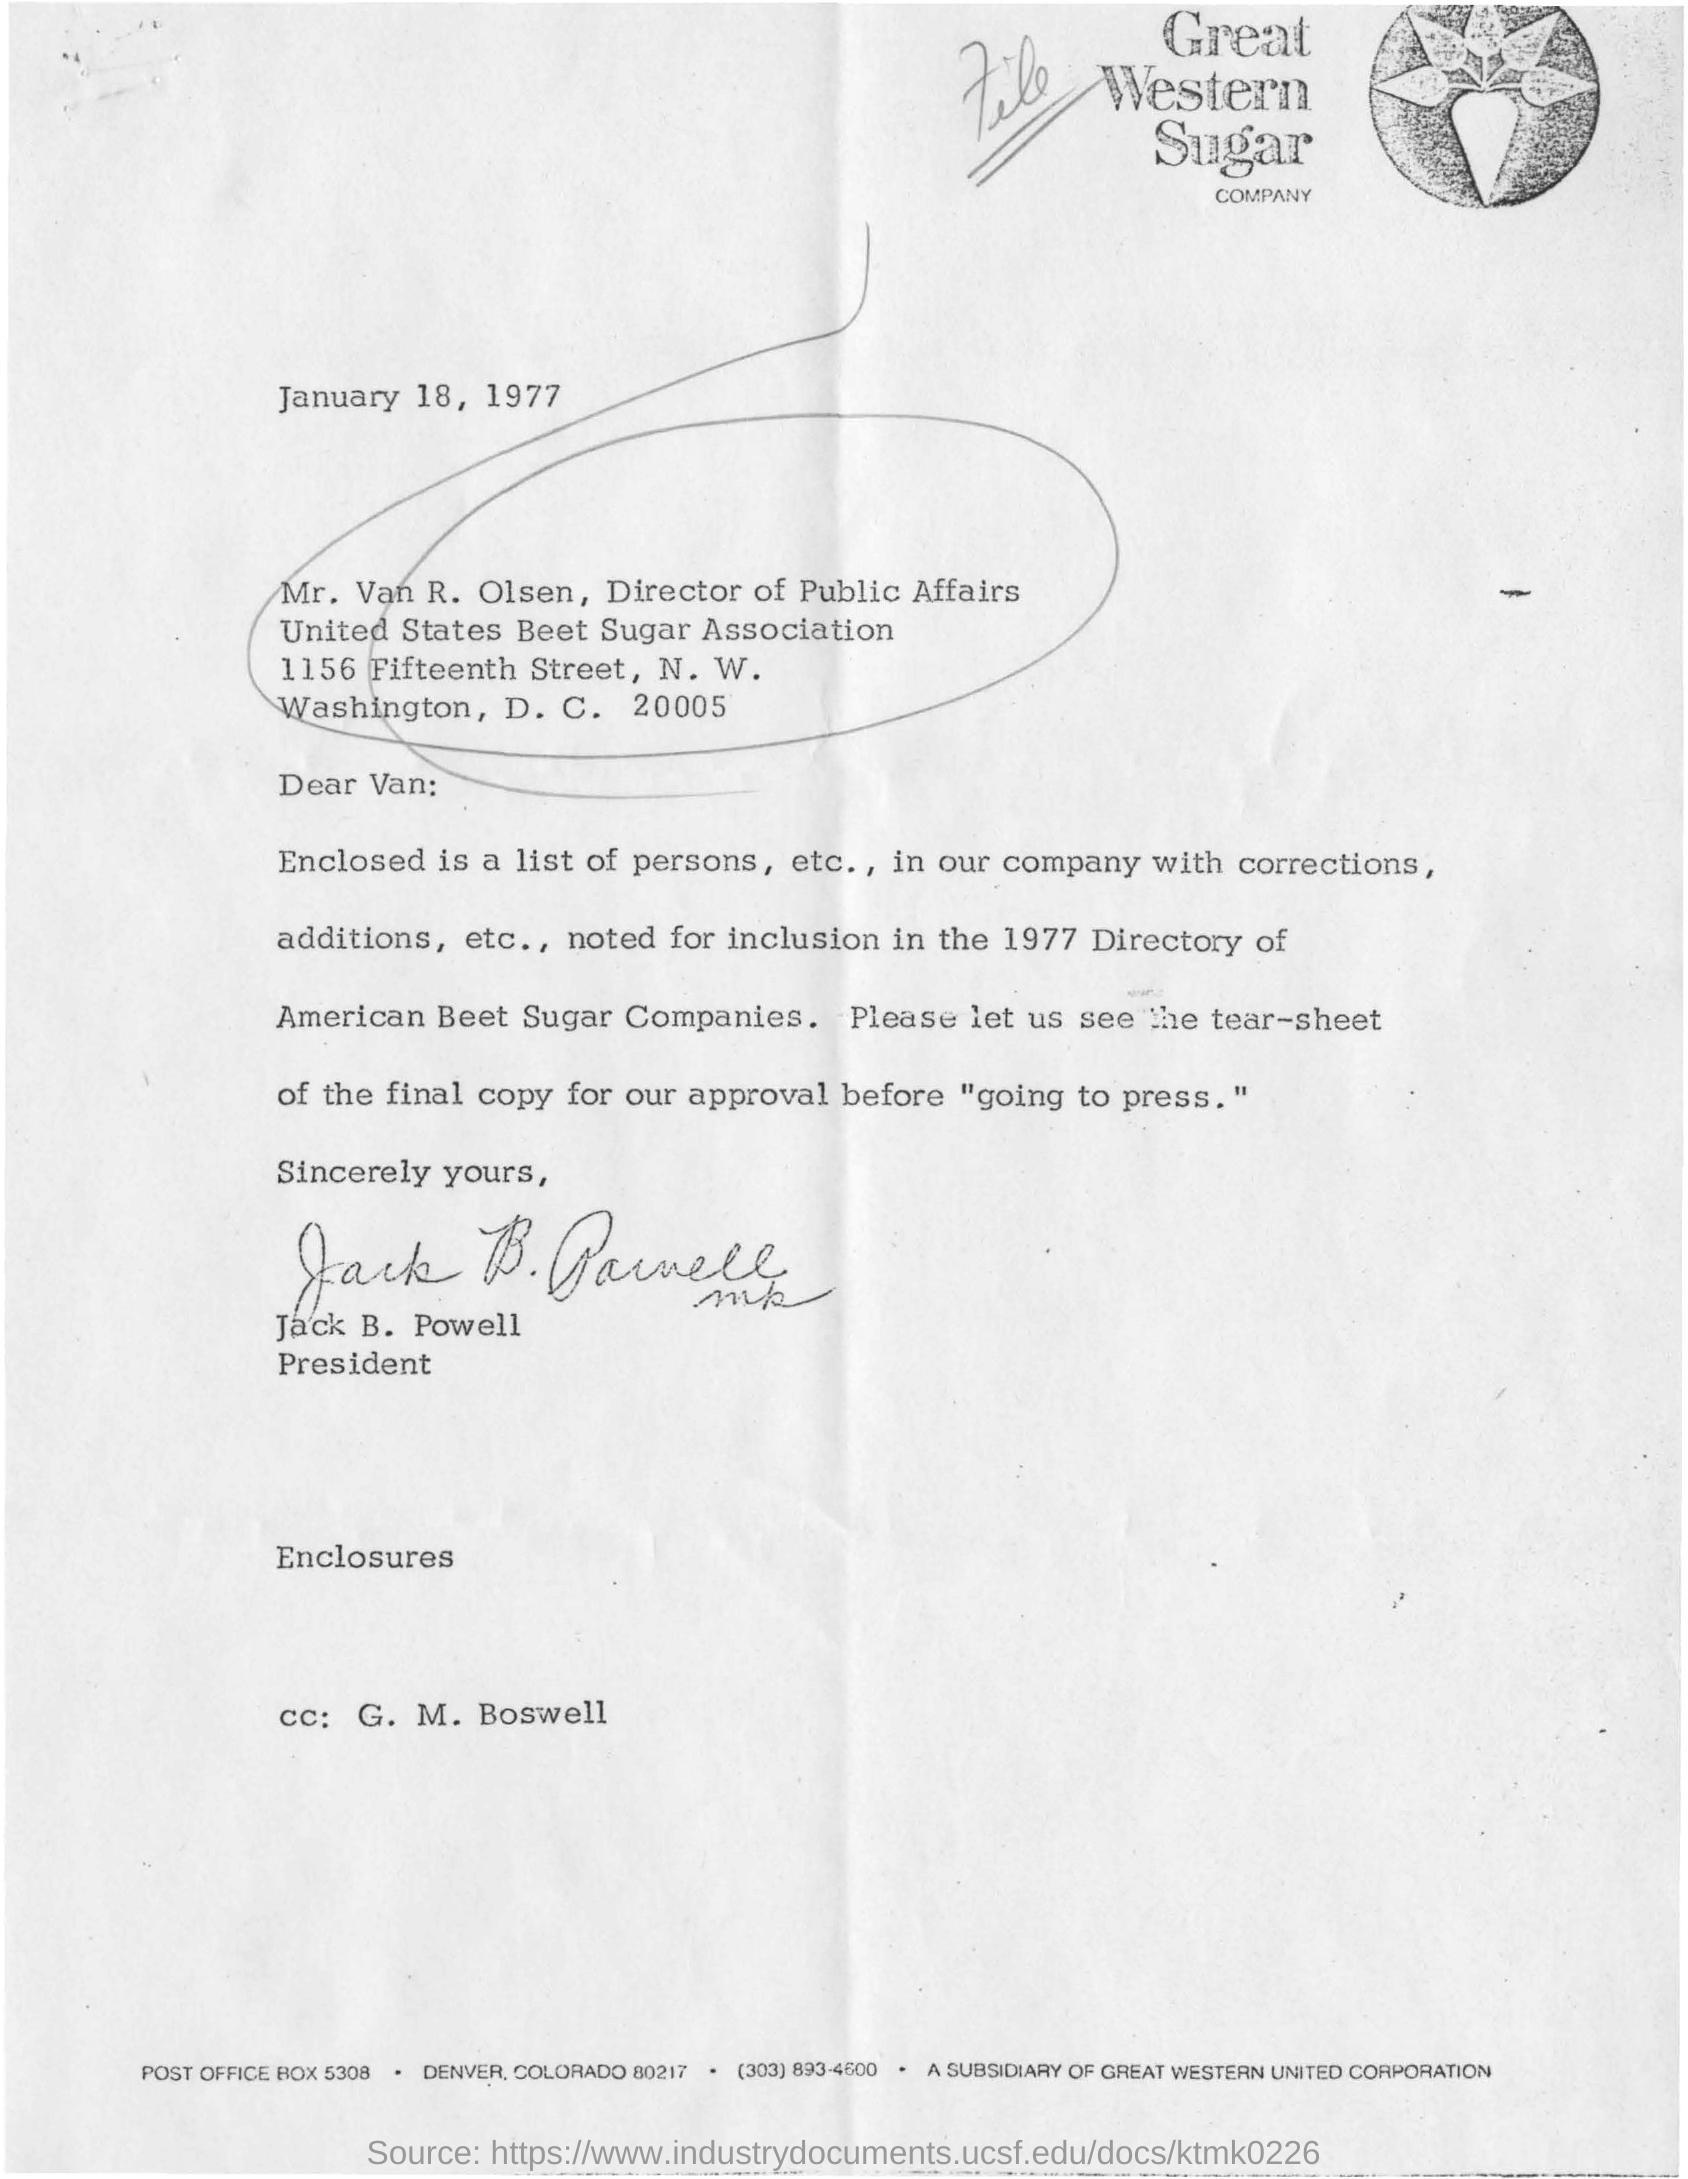 File
Great
Western
Sugar
COMPANY
January 18, 1977
Mr. Van R. Olsen, Director of Public Affairs
United States Beet Sugar Association
1156 Fifteenth Street, N. W.
Washington, D. C. 20005
Dear Van:
Enclosed is a list of persons, etc., in our company with corrections,
additions, etc., noted for inclusion in the 1977 Directory of
American Beet Sugar Companies. Please let us see the tear-sheet
of the final copy for our approval before "going to press."
Sincerely yours,
Jack B. Powell
mk
Jack B. Powell
President
Enclosures
cc: G. M. Boswell
POST OFFICE BOX 5308 • DENVER, COLORADO 80217 • (303) 893-4600 • A SUBSIDIARY OF GREAT WESTERN UNITED CORPORATION
Source: https://www.industrydocuments.ucsf.edu/docs/ktmk0226